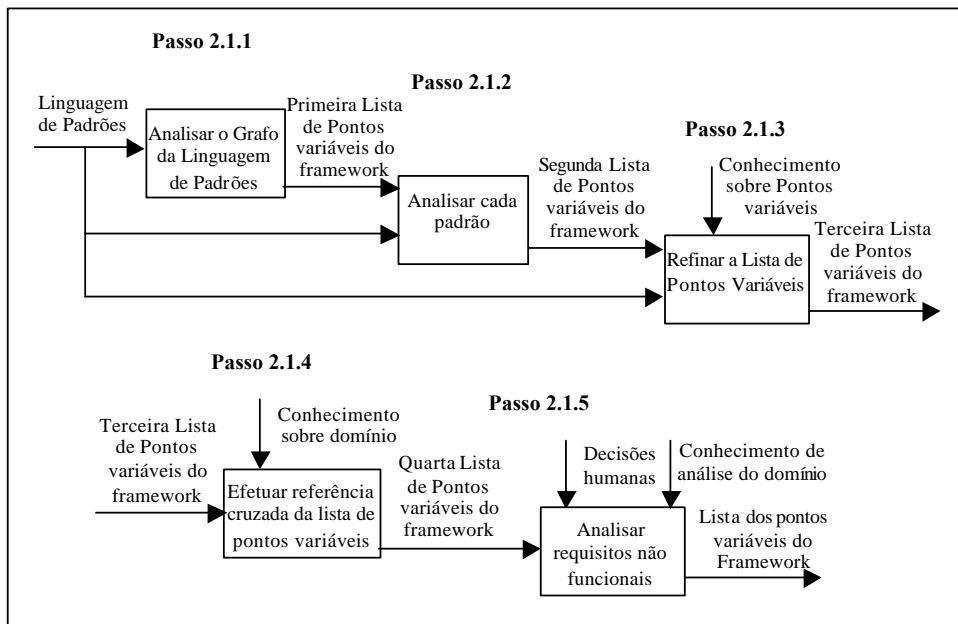 Passo 2.1.1
Passo 2.1.2
Linguagem
de Padrões
Analisar o Grafo
da Linguagem
de Padrões
Primeira Lista
de Pontos
variáveis do
framework
Passo 2.1.3
Analisar cada
padrão
Segunda Lista
de Pontos
variáveis do
framework
Conhecimento
sobre Pontos
variáveis
Refinar a Lista de
Pontos Variáveis
Terceira Lista
de Pontos
variáveis do
framework
Passo 2.1.4
Passo 2.1.5
Terceira Lista
de Pontos
variáveis do
framework
Conhecimento
sobre domínio
Efetuar referência
cruzada da lista de
pontos variáveis
Quarta Lista
de Pontos
variáveis do
framework
Decisões
humanas
Conhecimento de
análise do domínio
Analisar
requisitos não
funcionais
Lista dos pontos
variáveis do
Framework